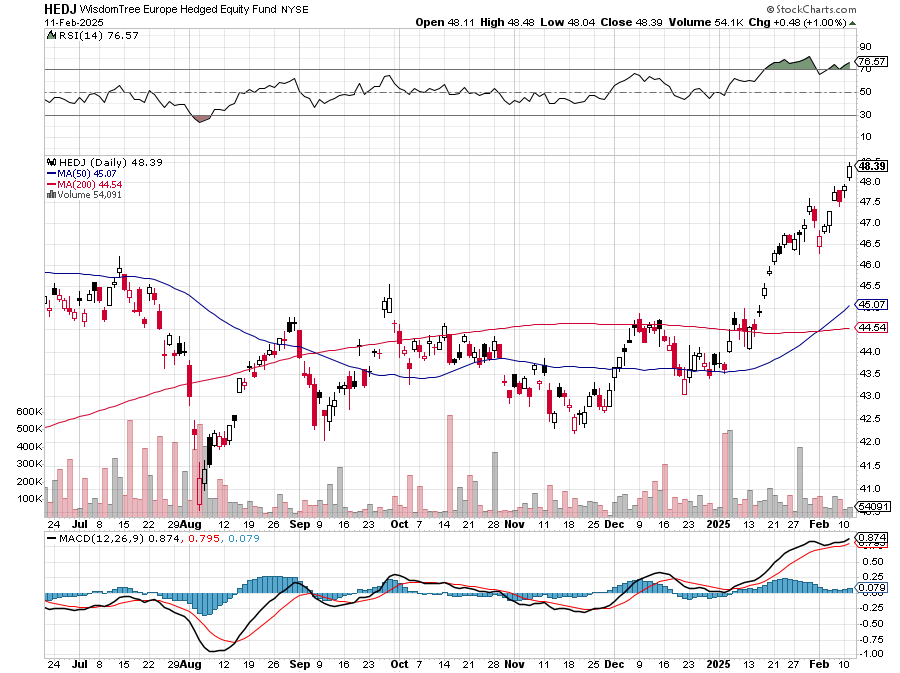 HEDJ WisdomTree Europe Hedged Equity Fund NYSE
© StockCharts.com
11-Feb-2025
Open 48.11 High 48.48 Low 48.04 Close 48.39 Volume 54.1K Chg +0.48 (+1.00%)
RSI(14) 76.57
90
76.57
70
50
30
10
HEDJ (Daily) 48.39
MA(50) 45.07
MA(200) 44.54
Volume 54,091
48.39
48.0
47.5
47.0
46.5
46.0
45.5
45.07
44.54
44.0
43.5
43.0
42.5
42.0
41.5
41.0
600K
500K
400K
300K
200K
100K
54091
24 Jul 8 15 22 29 Aug 12 19 26 Sep 9 16 23 Oct 7 14 21 28 Nov 11 18 25 Dec 9 16 23 2025 13 21 27 Feb 10
MACD(12,26,9) 0.874, 0.795, 0.079
0.874
0.795
0.50
0.25
0.079
-0.25
-0.50
-0.75
-1.00
24 Jul 8 15 22 29 Aug 12 19 26 Sep 9 16 23 Oct 7 14 21 28 Nov 11 18 25 Dec 9 16 23 2025 13 21 27 Feb 10